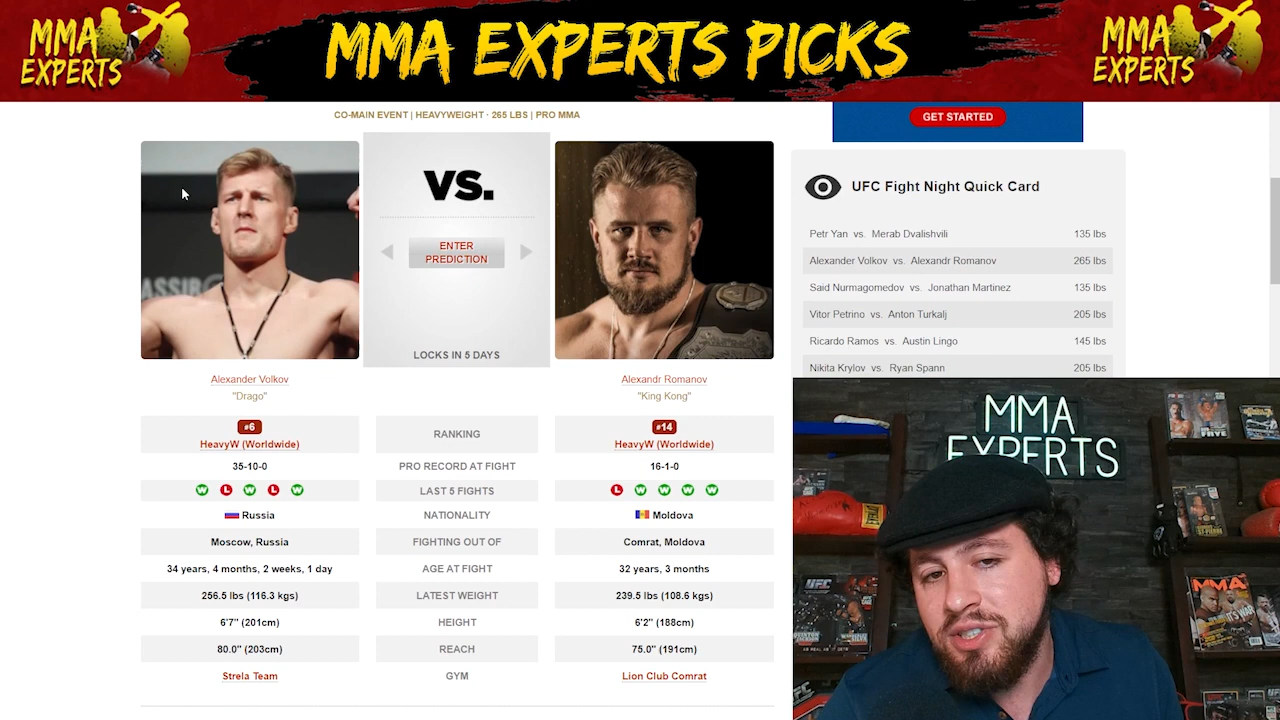 MMA
EXPERTS
MMA EXPERTS PICKS
MMA
EXPERTS
CO-MAIN EVENT | HEAVYWEIGHT · 265 LBS | PRO MMA
GET STARTED
VS.
ENTER
PREDICTION
LOCKS IN 5 DAYS
UFC Fight Night Quick Card
Petr Yan vs. Merab Dvalishvili 135 lbs
Alexander Volkov vs. Alexandr Romanov 265 lbs
Said Nurmagomedov vs. Jonathan Martinez 135 lbs
Vitor Petrino vs. Anton Turkalj 205 lbs
Ricardo Ramos vs. Austin Lingo 145 lbs
Nikita Krylov vs. Ryan Spann 205 lbs
Alexander Volkov Alexandr Romanov
"Drago" "King Kong"
#6 RANKING #14
HeavyW (Worldwide) HeavyW (Worldwide)
35-10-0 PRO RECORD AT FIGHT 16-1-0
W L W L W LAST 5 FIGHTS L W W W W
Russia NATIONALITY Moldova
Moscow, Russia FIGHTING OUT OF Comrat, Moldova
34 years, 4 months, 2 weeks, 1 day AGE AT FIGHT 32 years, 3 months
256.5 lbs (116.3 kgs) LATEST WEIGHT 239.5 lbs (108.6 kgs)
6'7" (201cm) HEIGHT 6'2" (188cm)
80.0" (203cm) REACH 75.0" (191cm)
Strela Team GYM Lion Club Comrat
MMA
EXPERTS
FRYE
UFC
MMA
IT'S WAR
UFC